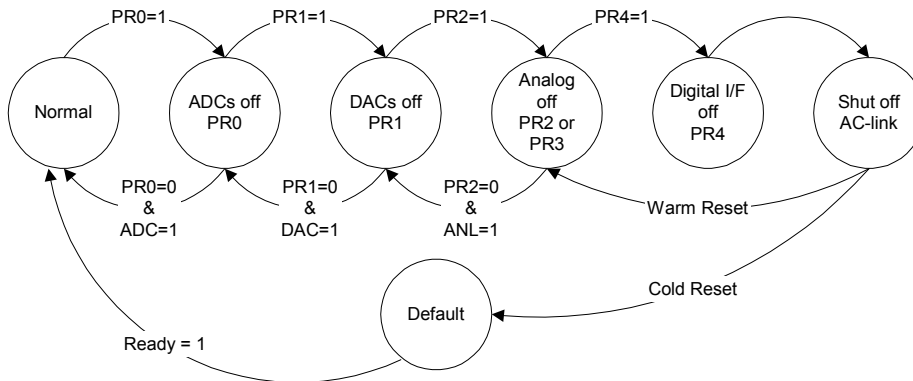 PR0=1
PR1=1
PR2=1
PR4=1
Normal
ADCs off
PR0
DACs off
PR1
Analog
off
PR2 or
PR3
Digital I/F
off
PR4
Shut off
AC-link
PR0=0
&
ADC=1
PR1=0
&
DAC=1
PR2=0
&
ANL=1
Warm Reset
Cold Reset
Default
Ready = 1